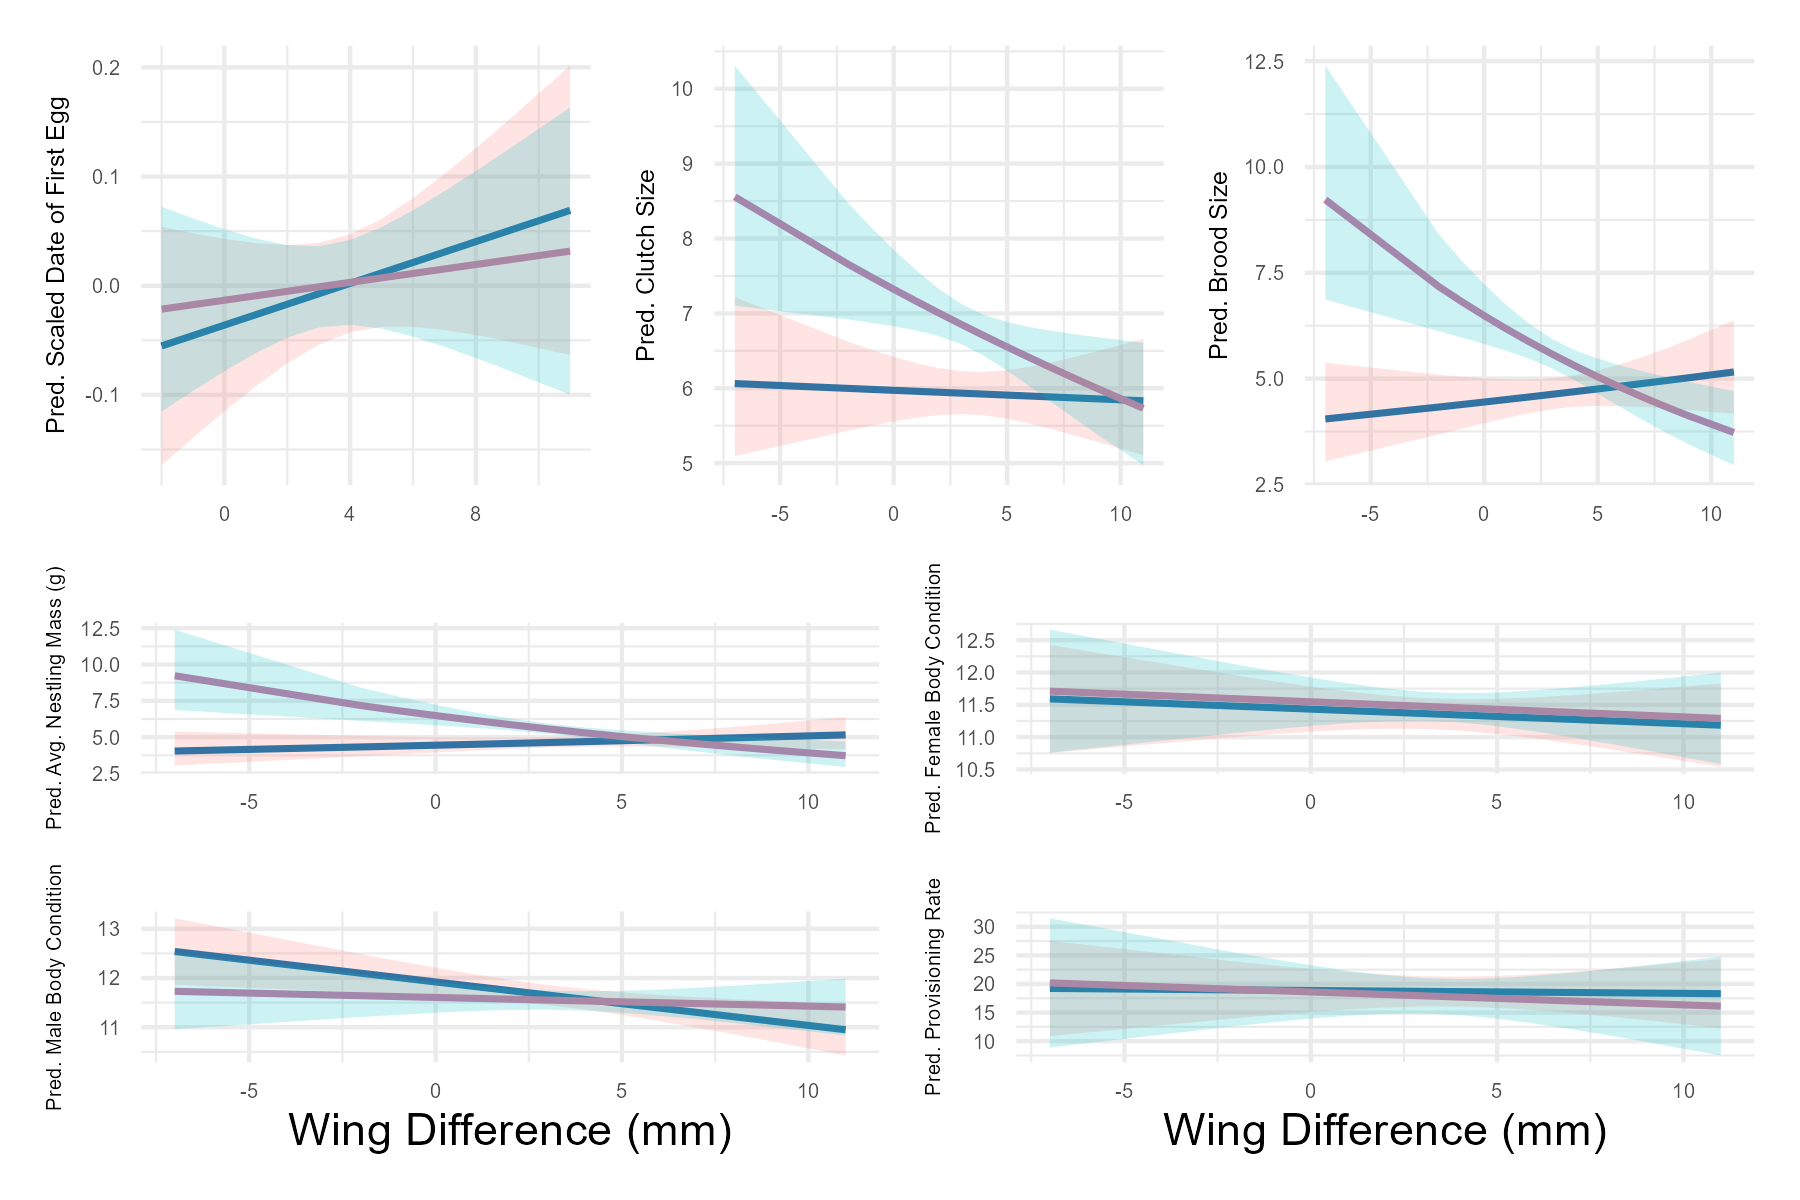 Pred. Scaled Date of First Egg
0.2
0.1
0.0
-0.1
0 4 8
Pred. Clutch Size
10
9
8
7
6
5
-5 0 5 10
Pred. Brood Size
12.5
10.0
7.5
5.0
2.5
-5 0 5 10
Pred. Avg. Nestling Mass (g)
12.5
10.0
7.5
5.0
2.5
-5 0 5 10
Pred. Female Body Condition
12.5
12.0
11.5
11.0
10.5
-5 0 5 10
Pred. Male Body Condition
13
12
11
-5 0 5 10
Wing Difference (mm)
Pred. Provisioning Rate
30
25
20
15
10
-5 0 5 10
Wing Difference (mm)